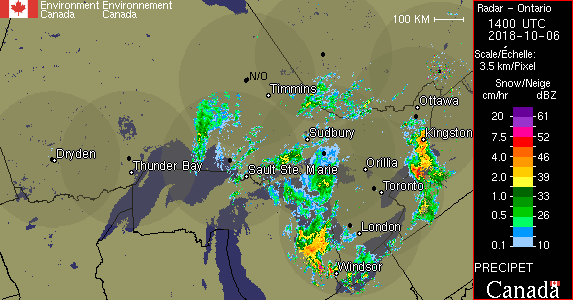 Environment Environnement
Canada Canada
100 KM
N/O
Timmins
Ottawa
Sudbury
Kingston
Dryden
Thunder Bay
Sault Ste. Marie
Orillia
Toronto
London
Windsor
Radar - Ontario
1400 UTC
2018-10-06
Scale/Échelle:
3.5 km/Pixel
Snow/Neige
cm/hr dBZ
20 61
7.5 52
4.0 46
2.0 39
1.0 33
0.5 26
0.1 10
PRECIPET
Canada